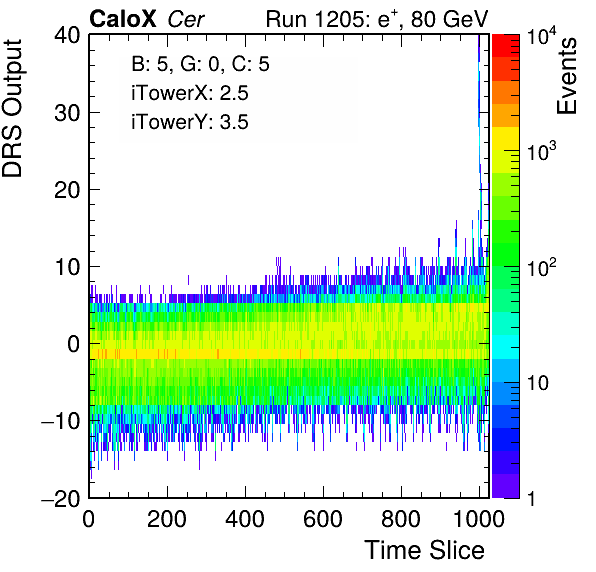 CaloX Cer Run 1205: e⁺, 80 GeV
B: 5, G: 0, C: 5
iTowerX: 2.5
iTowerY: 3.5
DRS Output
40
30
20
10
0
−10
−20
0 200 400 600 800 1000
Time Slice
Events
10⁴
10³
10²
10
1